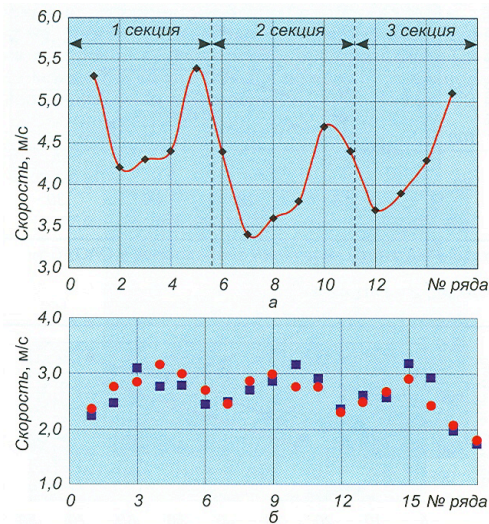 6,0
1 секция 2 секция 3 секция
5,5
5,0
4,5
4,0
3,5
3,0
Скорость, м/с
0 2 4 6 8 10 12 № ряда
а
4,0
3,0
2,0
1,0
Скорость, м/с
0 3 6 9 12 15 № ряда
б